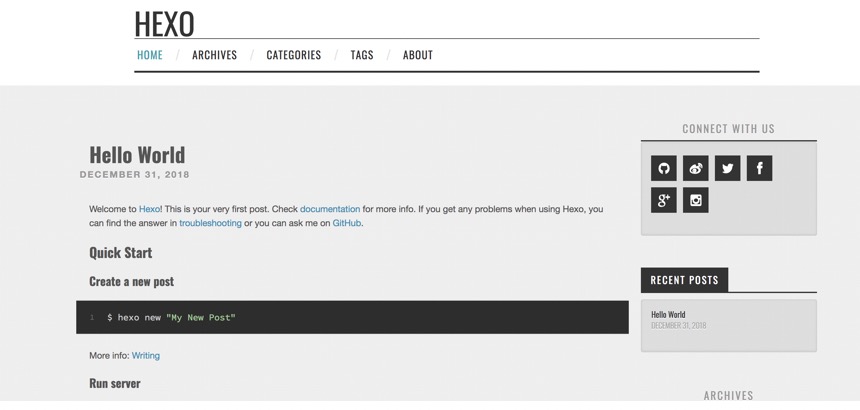 HEXO
HOME / ARCHIVES / CATEGORIES / TAGS / ABOUT
Hello World
DECEMBER 31, 2018
Welcome to Hexo! This is your very first post. Check documentation for more info. If you get any problems when using Hexo, you
can find the answer in troubleshooting or you can ask me on GitHub.
Quick Start
Create a new post
1 $ hexo new "My New Post"
More info: Writing
Run server
CONNECT WITH US
RECENT POSTS
Hello World
DECEMBER 31, 2018
ARCHIVES